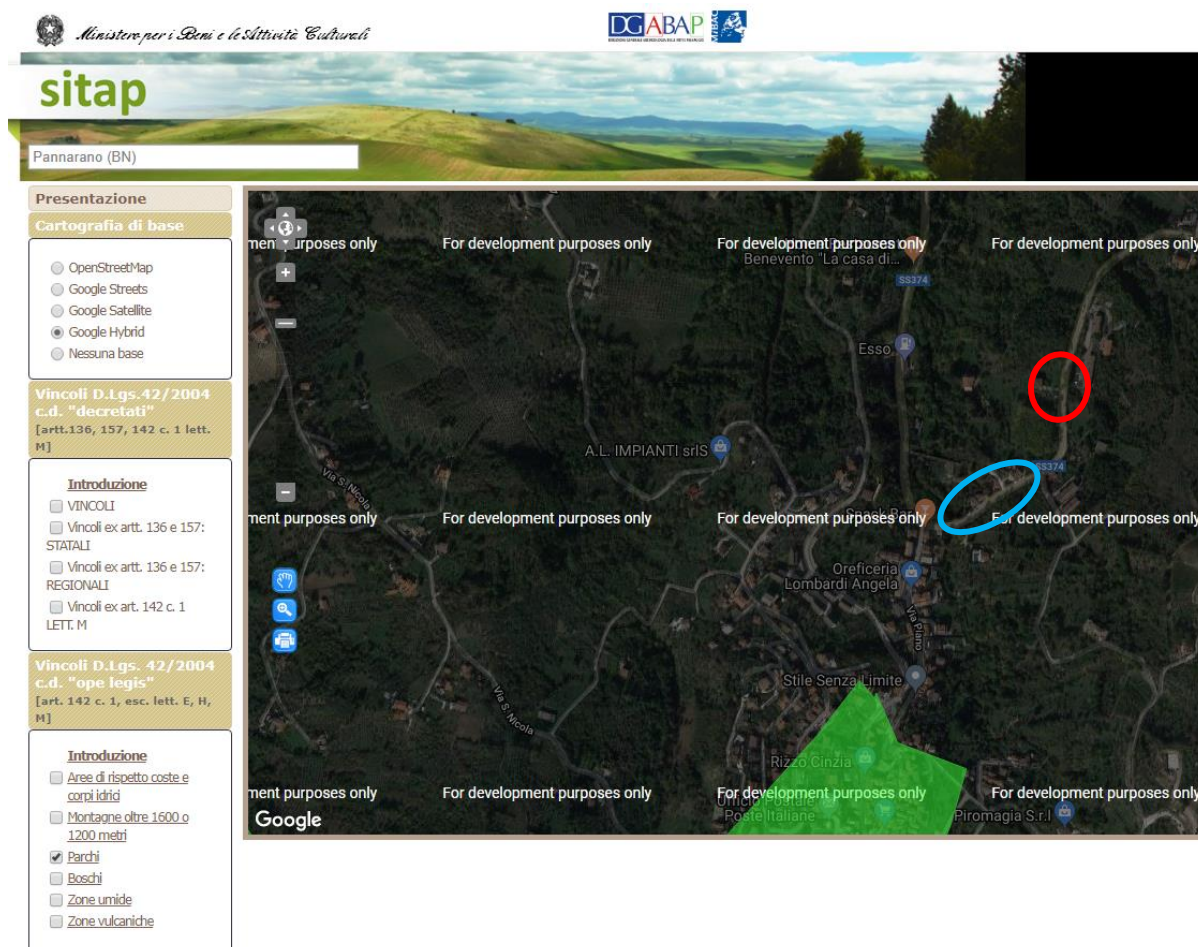 Ministero per i Beni e le Attività Culturali
DGABAP
MIBAC
sitap
Pannarano (BN)
Presentazione
Cartografia di base
OpenStreetMap
Google Streets
Google Satellite
Google Hybrid
Nessuna base
Vincoli D.Lgs.42/2004
c.d. "decretati"
[artt.136, 157, 142 c. 1 lett.
M]
Introduzione
VINCOLI
Vincoli ex artt. 136 e 157:
STATALI
Vincoli ex artt. 136 e 157:
REGIONALI
Vincoli ex art. 142 c. 1
LETT. M
Vincoli D.Lgs. 42/2004
c.d. "ope legis"
[art. 142 c. 1, esc. lett. E, H,
M]
Introduzione
Aree di rispetto coste e
corpi idrici
Montagne oltre 1600 o
1200 metri
Parchi
Boschi
Zone umide
Zone vulcaniche
ment purposes only
For development purposes only
For development purposes only
For development purposes only
Benevento "La casa di...
SS374
Esso
A.L. IMPIANTI srlS
Via S. Nicola
SS374
ment purposes only
For development purposes only
Snack Bar
For development purposes only
For development purposes only
Oreficeria
Lombardi Angela
Via Piano
Stile Senza Limite
Via S. Nicola
Rizzo Cinzia
ment purposes only
For development purposes only
For development purposes only
For development purposes only
Ufficio Postale
Poste Italiane
Piromagia S.r.l
Google